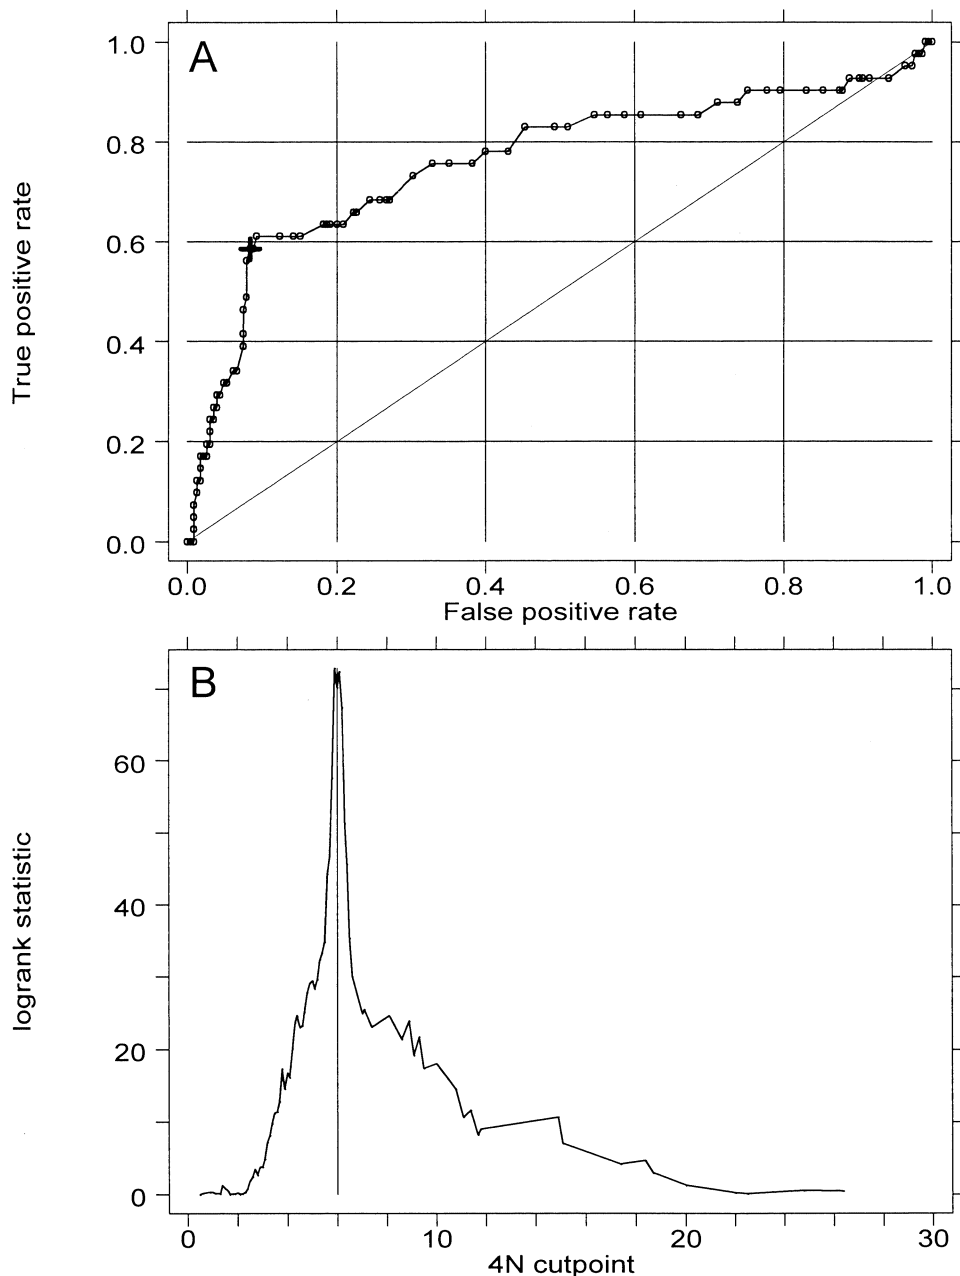 A
1.0
0.8
0.6
0.4
0.2
0.0
True positive rate
0.0 0.2 0.4 0.6 0.8 1.0
False positive rate
B
60
40
20
0
logrank statistic
0 10 20 30
4N cutpoint